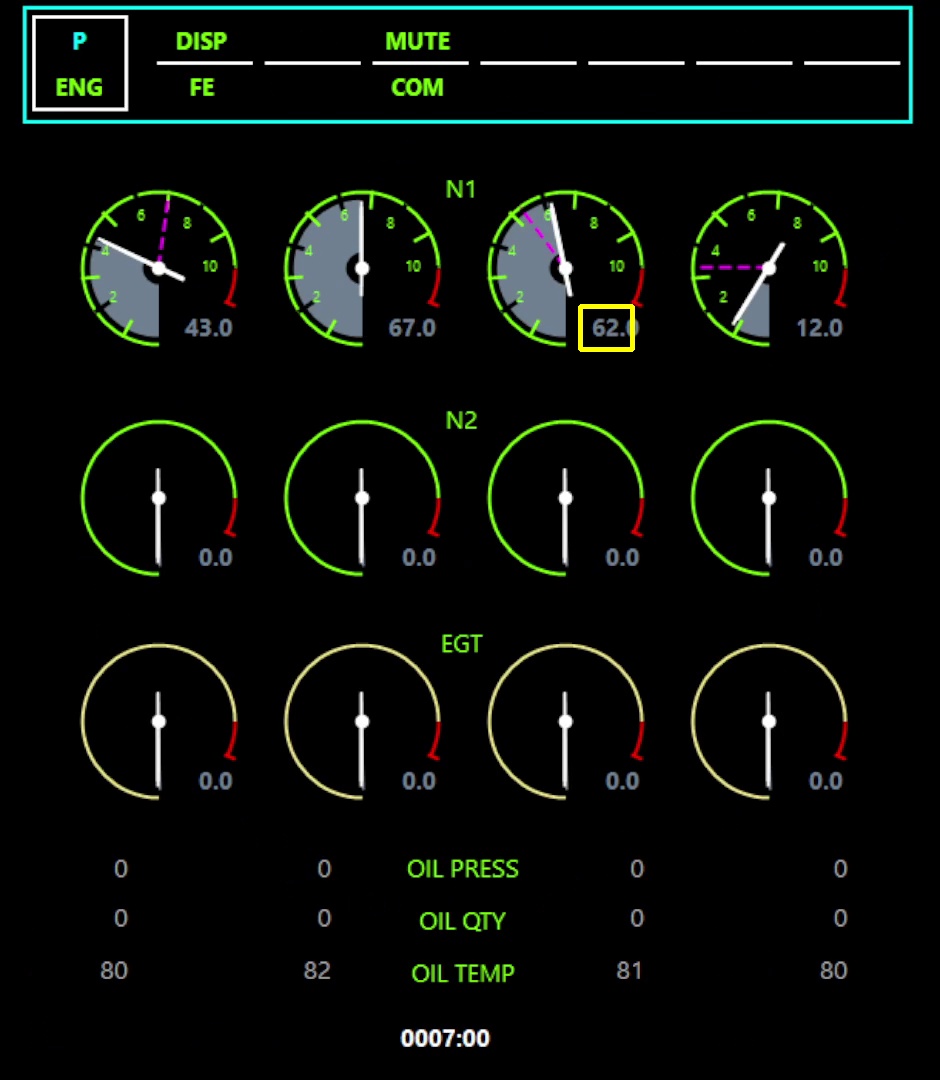 P DISP MUTE
ENG FE COM
N1
6 8 6 8 6 8 6 8
4 10 4 10 4 10 4 10
2 2 2 2
43.0 67.0 62.0 12.0
N2
0.0 0.0 0.0 0.0
EGT
0.0 0.0 0.0 0.0
0 0 OIL PRESS 0 0
0 0 OIL QTY 0 0
80 82 OIL TEMP 81 80
0007:00